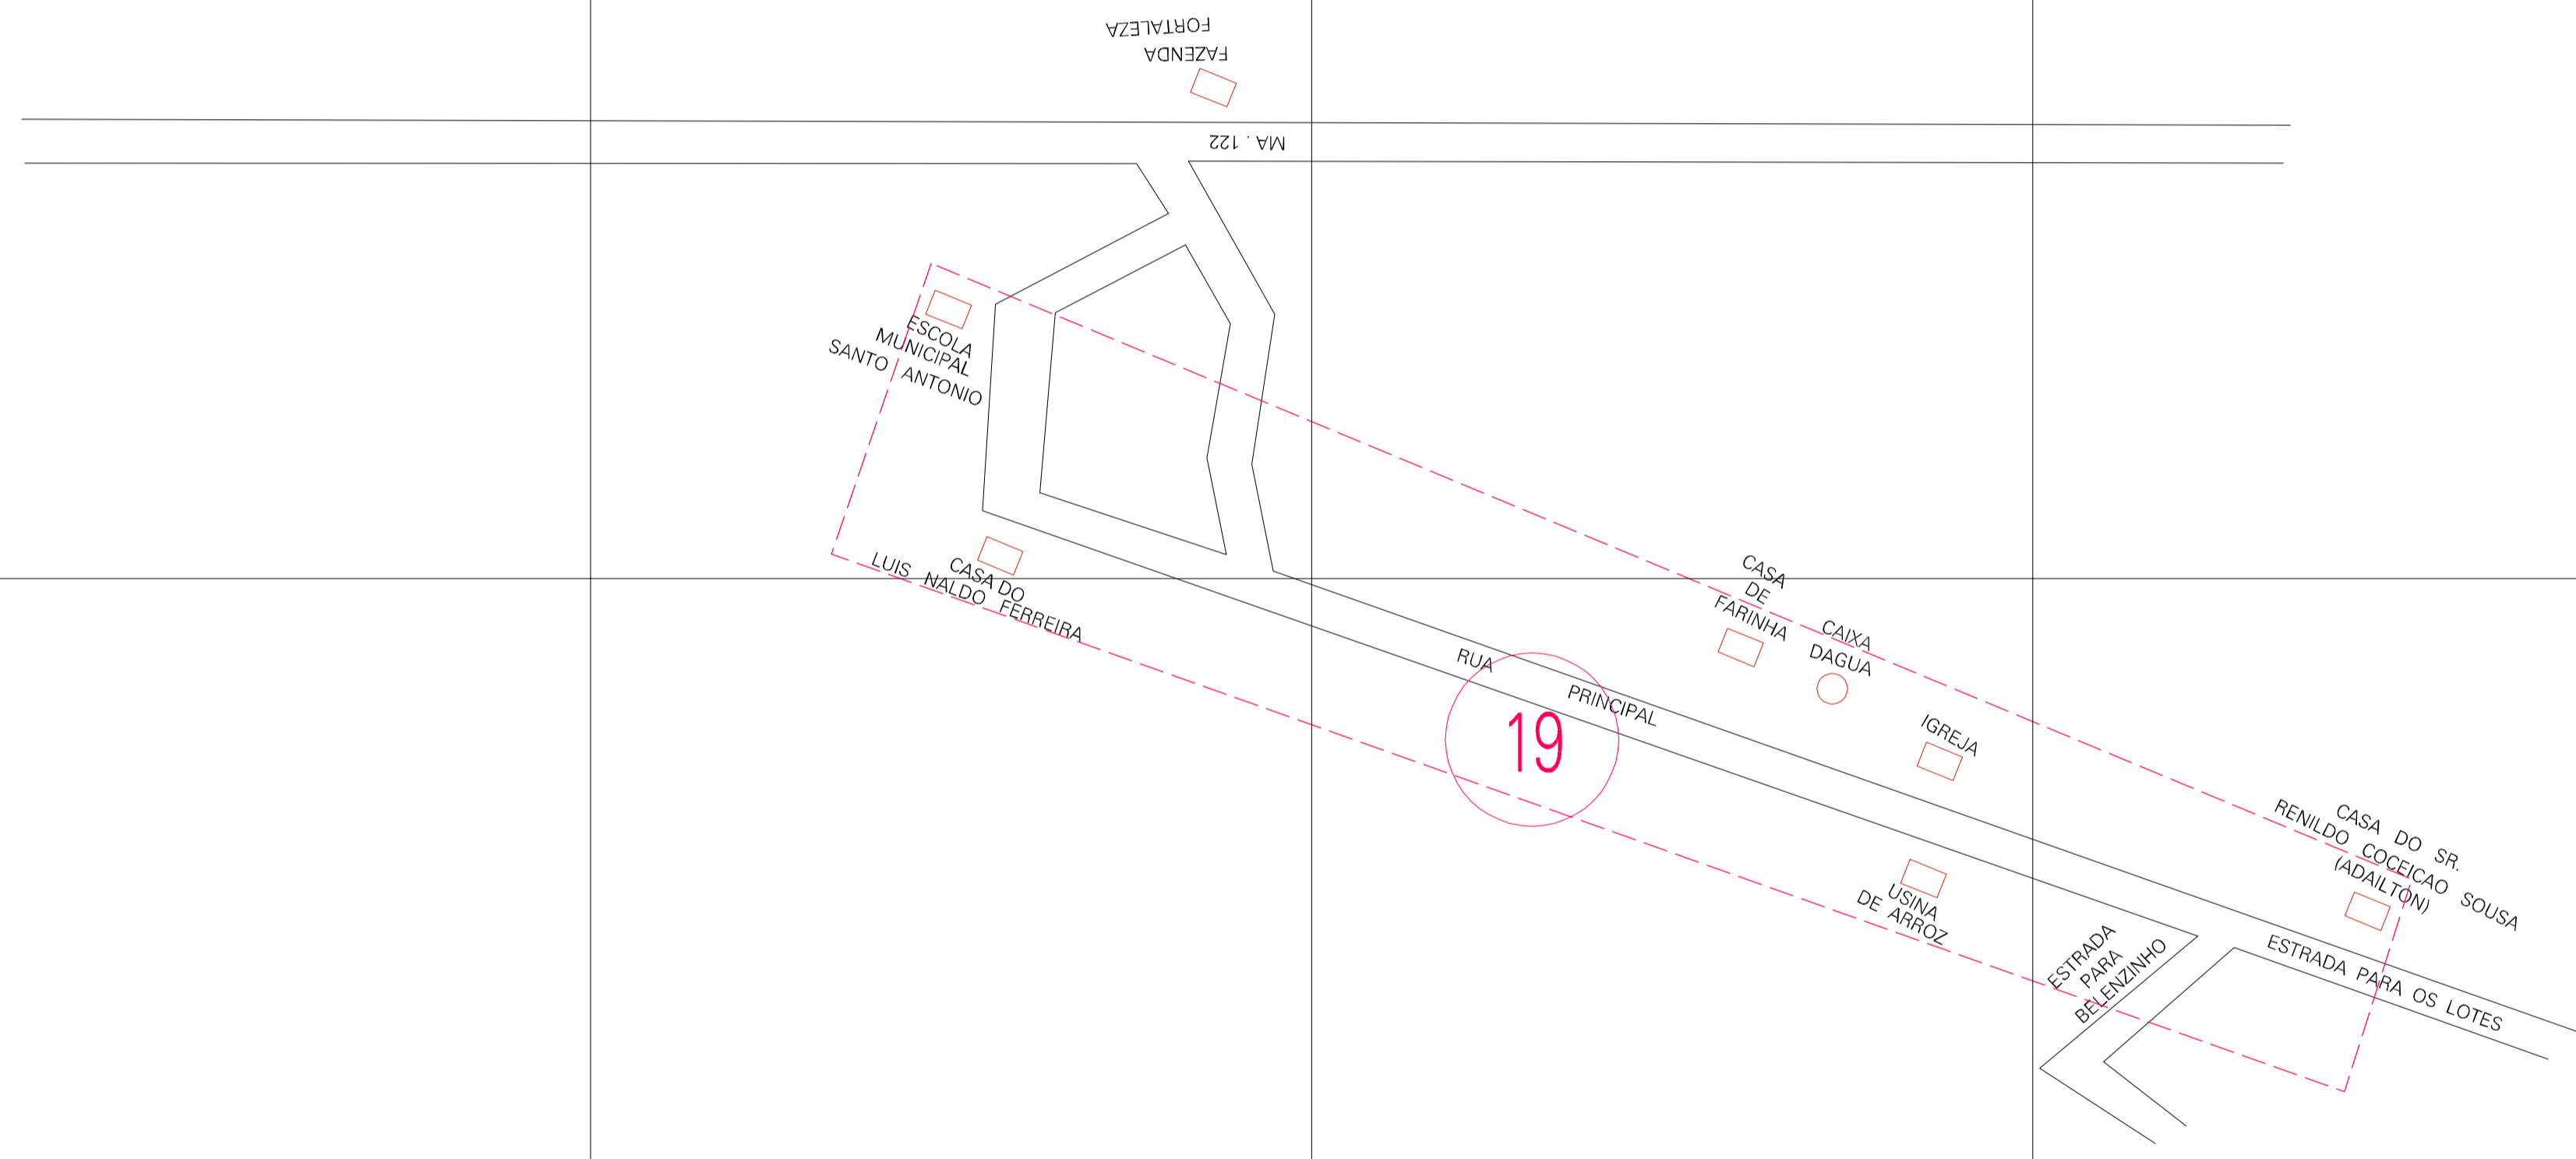 FAZENDA
FORTALEZA
MA . 122
ESCOLA
MUNICIPAL
SANTO ANTONIO
CASA DO
LUIS NALDO FERREIRA
CASA
DE
FARINHA
CAIXA
DAGUA
RUA PRINCIPAL
19
IGREJA
USINA
DE ARROZ
CASA DO SR.
RENILDO COCEICAO SOUSA
(ADAILTON)
ESTRADA
PARA
BELENZINHO
ESTRADA PARA OS LOTES